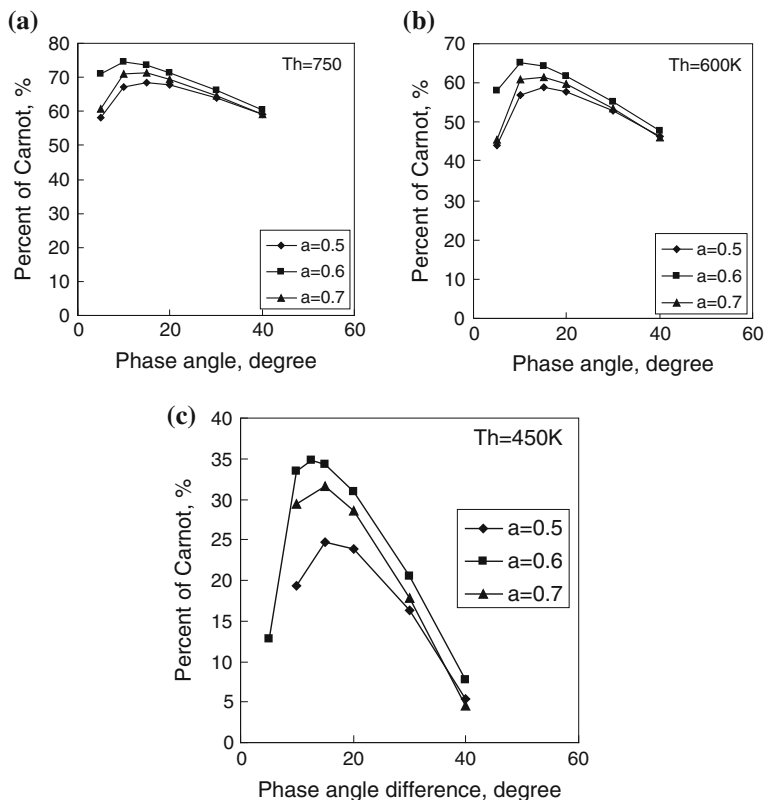 (a)
80
70
60
50
40
30
20
10
0
Percent of Carnot, %
Th=750
a=0.5
a=0.6
a=0.7
0 20 40 60
Phase angle, degree
(b)
70
60
50
40
30
20
10
0
Percent of Carnot, %
Th=600K
a=0.5
a=0.6
a=0.7
0 20 40 60
Phase angle, degree
(c)
40
35
30
25
20
15
10
5
0
Percent of Carnot, %
Th=450K
a=0.5
a=0.6
a=0.7
0 20 40 60
Phase angle difference, degree